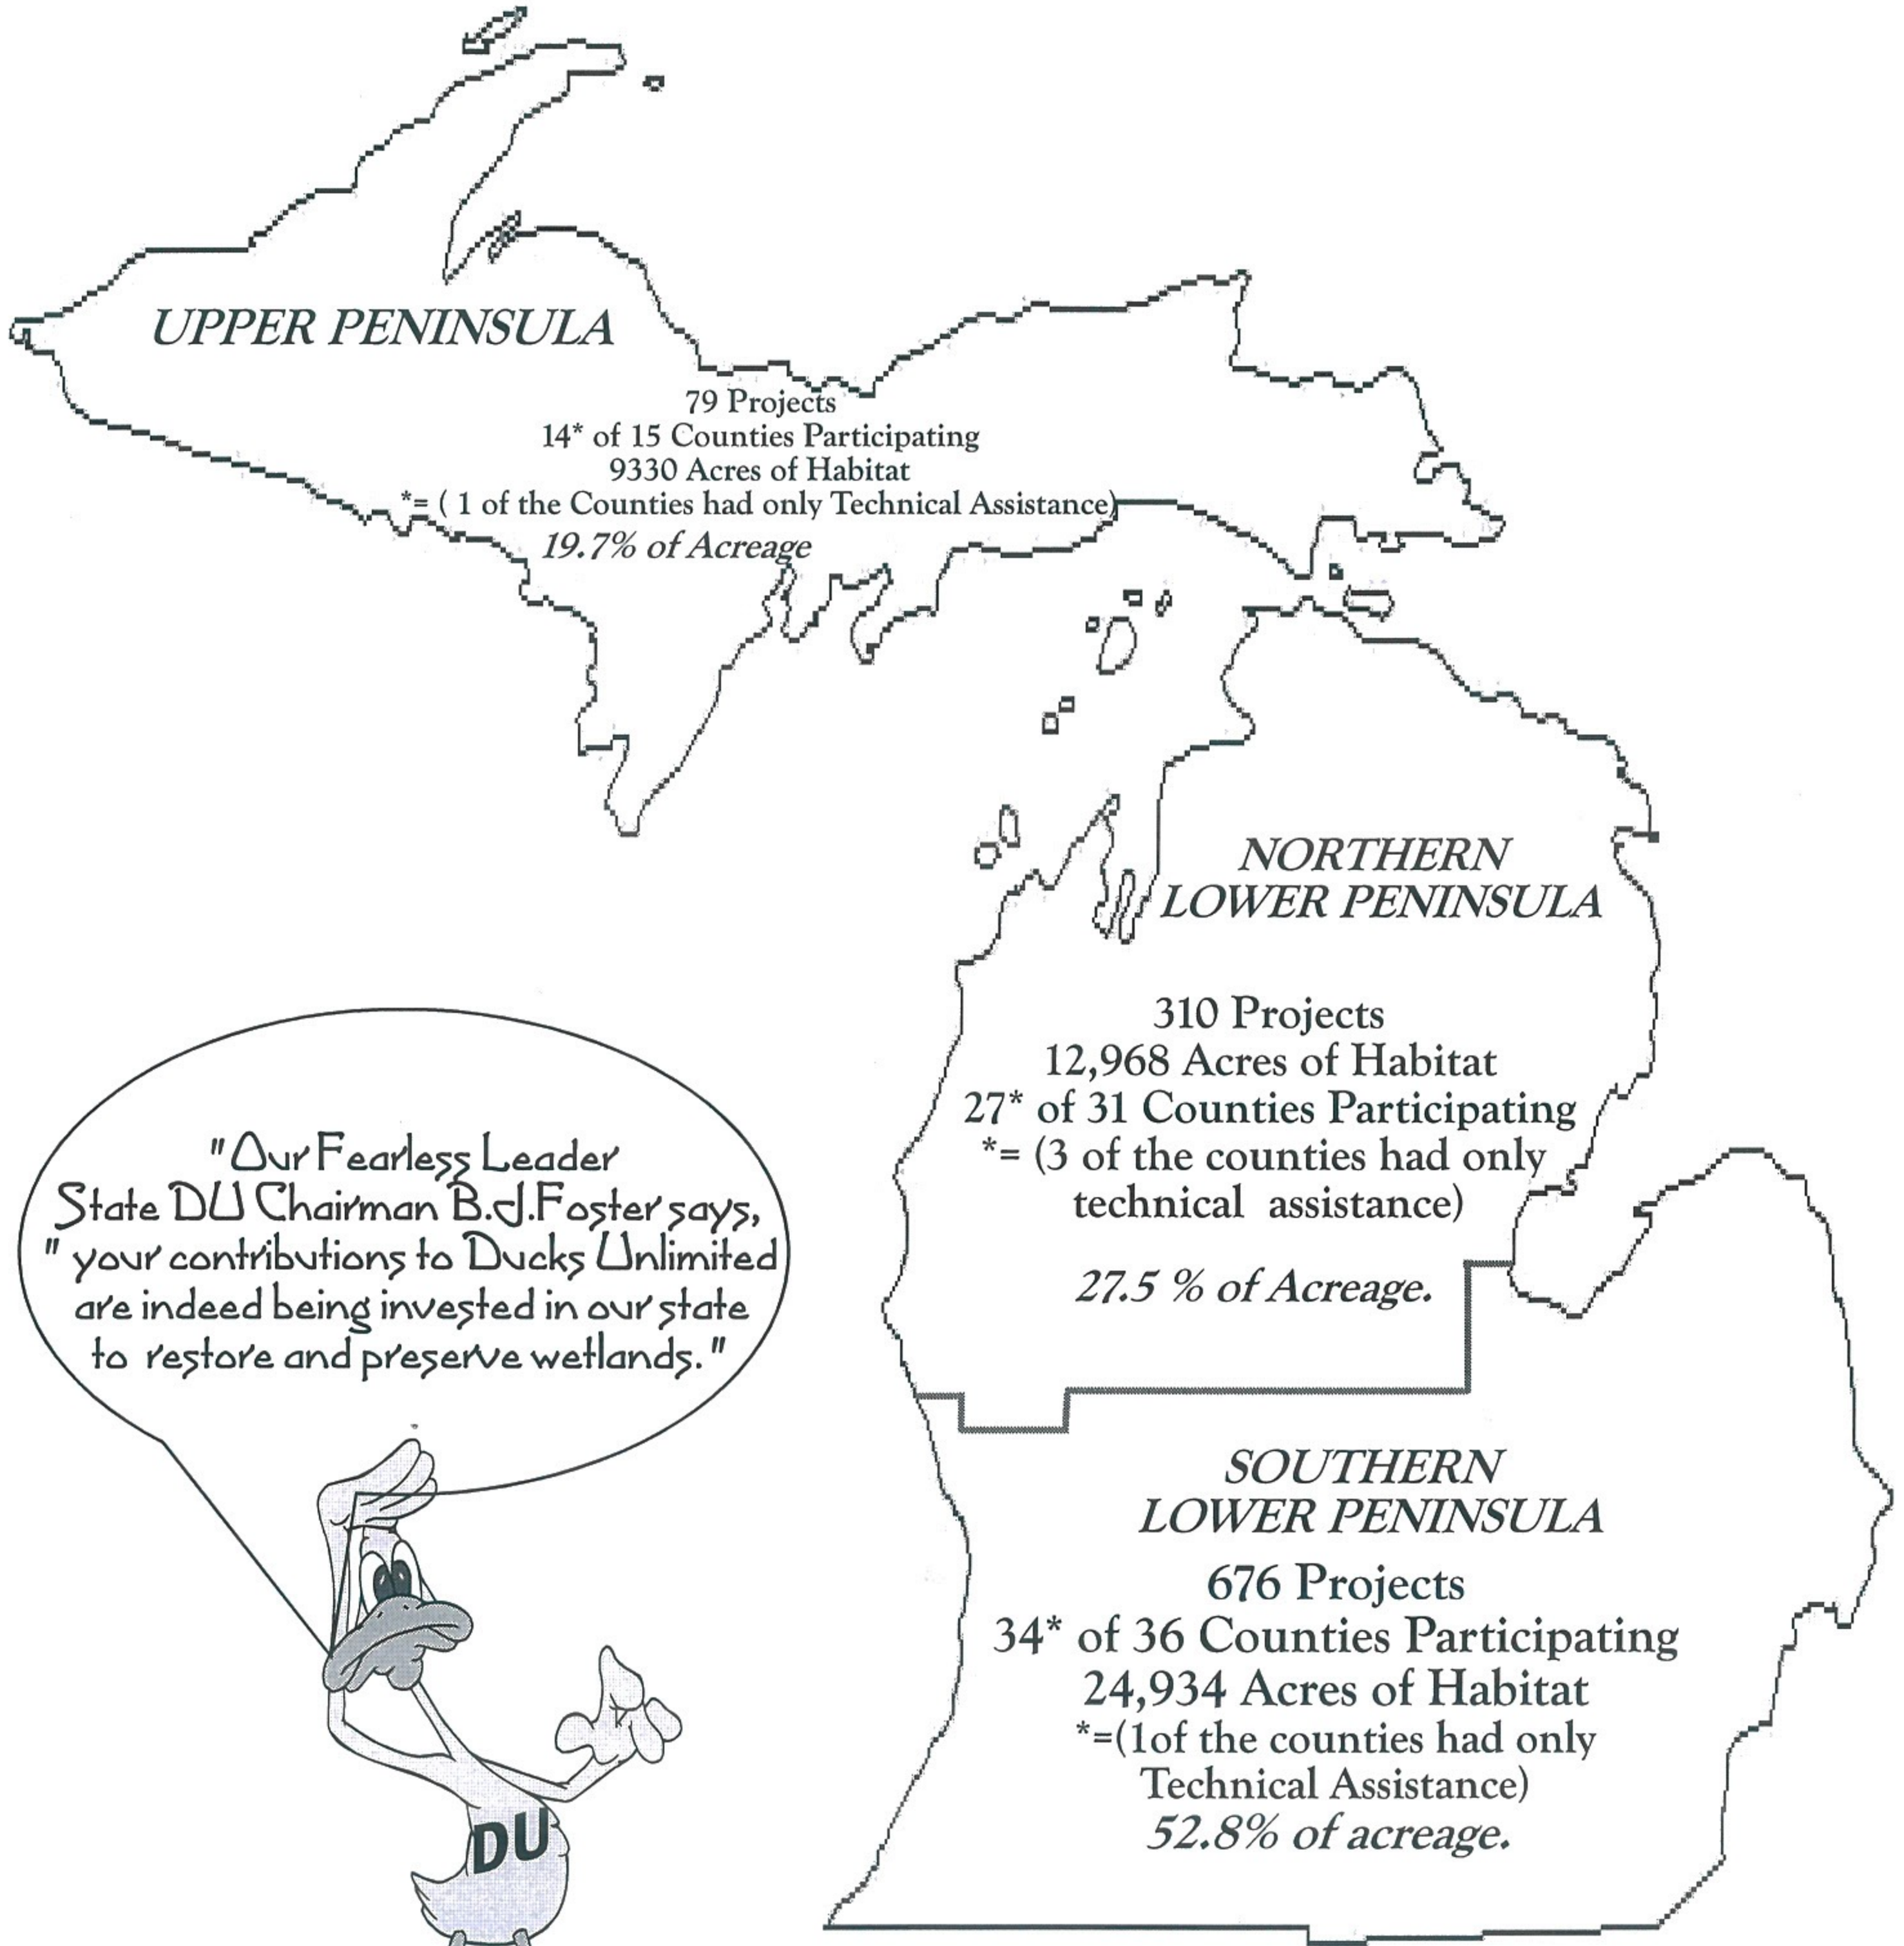 UPPER PENINSULA
79 Projects
14* of 15 Counties Participating
9330 Acres of Habitat
*= ( 1 of the Counties had only Technical Assistance)
19.7% of Acreage
NORTHERN
LOWER PENINSULA
310 Projects
12,968 Acres of Habitat
27* of 31 Counties Participating
*= (3 of the counties had only
technical assistance)
27.5 % of Acreage.
"Our Fearless Leader
State DU Chairman B.J.Foster says,
" your contributions to Ducks Unlimited
are indeed being invested in our state
to restore and preserve wetlands."
SOUTHERN
LOWER PENINSULA
676 Projects
34* of 36 Counties Participating
24,934 Acres of Habitat
*=(1of the counties had only
Technical Assistance)
52.8% of acreage.
DU